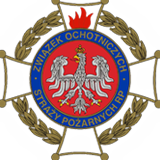 ZWIĄZEK OCHOTNICZYCH
STRAŻY POŻARNYCH RP